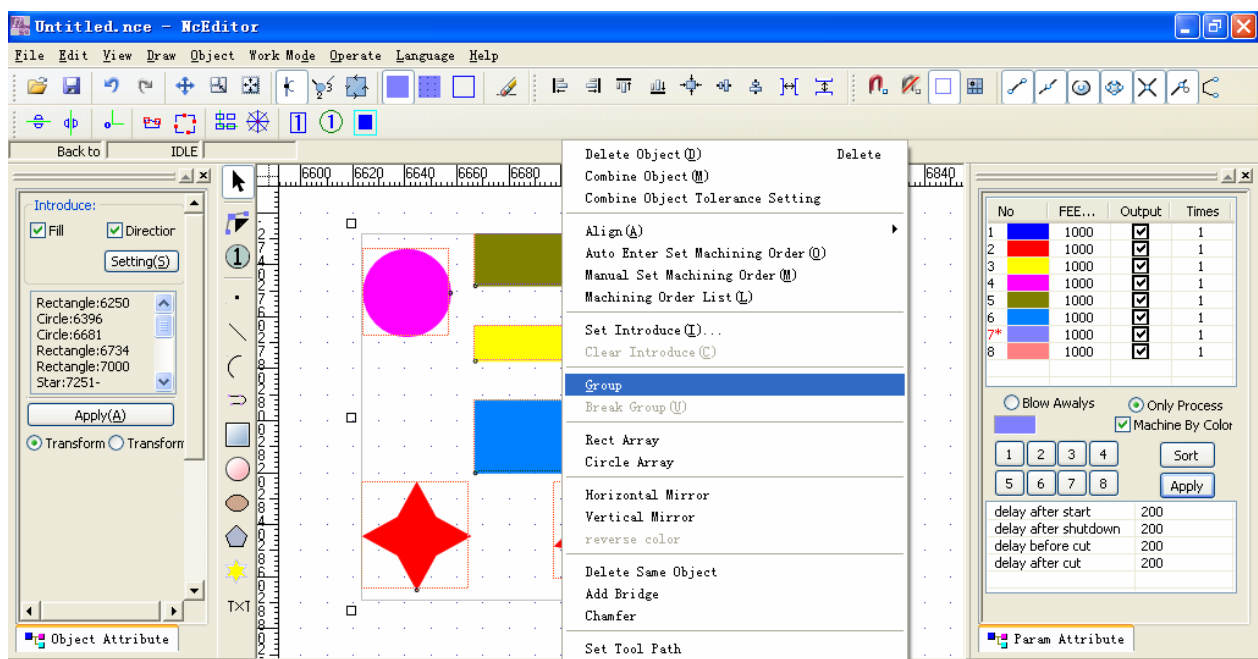 Untitled.nce - NcEditor
File Edit View Draw Object Work Mode Operate Language Help
1 1
Back to IDLE
6600 6620 6640 6660 6680 6840
Introduce:
Fill Direction
Setting(S)
Rectangle:6250
Circle:6396
Circle:6681
Rectangle:6734
Rectangle:7000
Star:7251-
Apply(A)
Transform Transform
Object Attribute
1
T×T
Delete Object(D) Delete
Combine Object(M)
Combine Object Tolerance Setting
Align(A)
Auto Enter Set Machining Order(O)
Manual Set Machining Order(M)
Machining Order List(L)
Set Introduce(I)...
Clear Introduce(C)
Group
Break Group(U)
Rect Array
Circle Array
Horizontal Mirror
Vertical Mirror
reverse color
Delete Same Object
Add Bridge
Chamfer
Set Tool Path
No FEE... Output Times
1 1000 1
2 1000 1
3 1000 1
4 1000 1
5 1000 1
6 1000 1
7* 1000 1
8 1000 1
Blow Awalys Only Process
Machine By Color
1 2 3 4 Sort
5 6 7 8 Apply
delay after start 200
delay after shutdown 200
delay before cut 200
delay after cut 200
Param Attribute